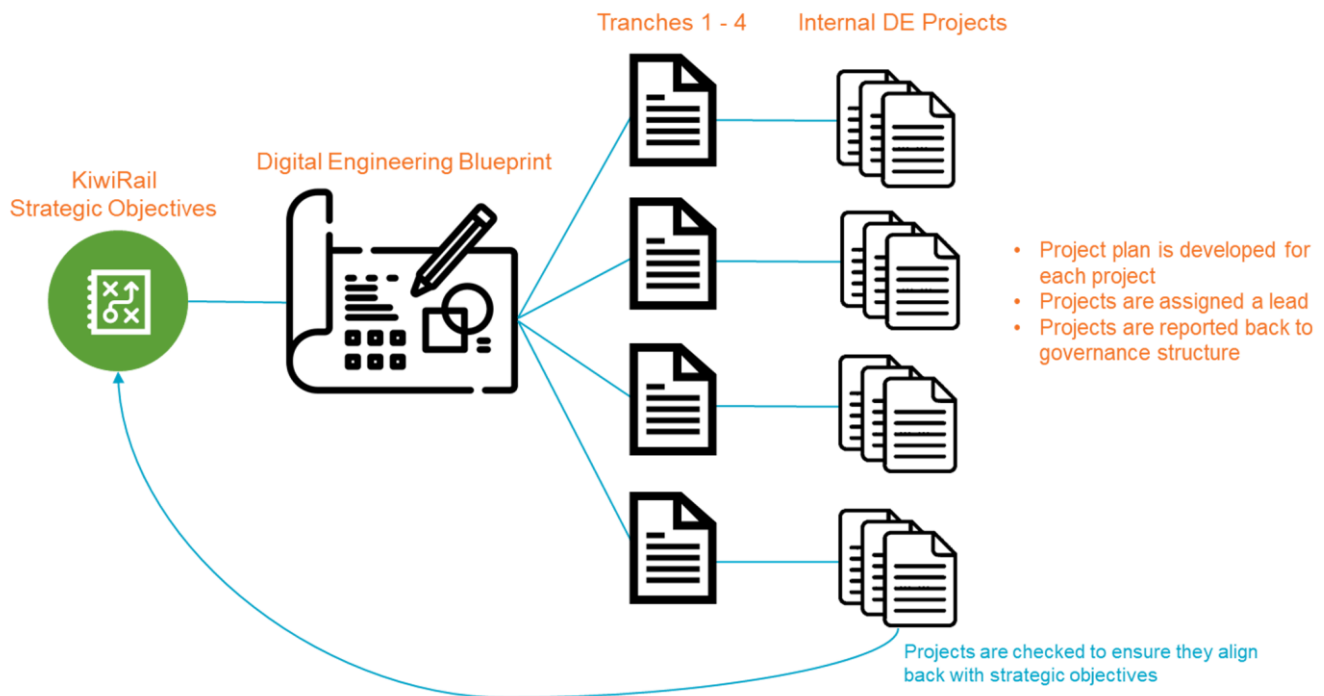 Tranches 1 - 4
Internal DE Projects
Digital Engineering Blueprint
KiwiRail
Strategic Objectives
• Project plan is developed for
each project
• Projects are assigned a lead
• Projects are reported back to
governance structure
Projects are checked to ensure they align
back with strategic objectives